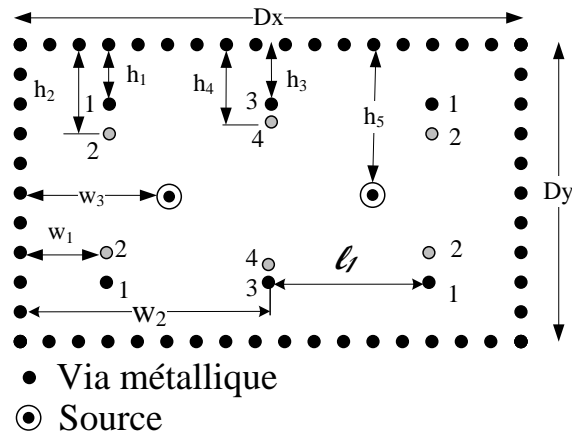 Dx
h₂ h₁ h₄ h₃
1 3 1
2 4 2
h₅
w₃
Dy
w₁ 2 4 ℓ₁ 2
1 3 1
w₂
Via métallique
Source